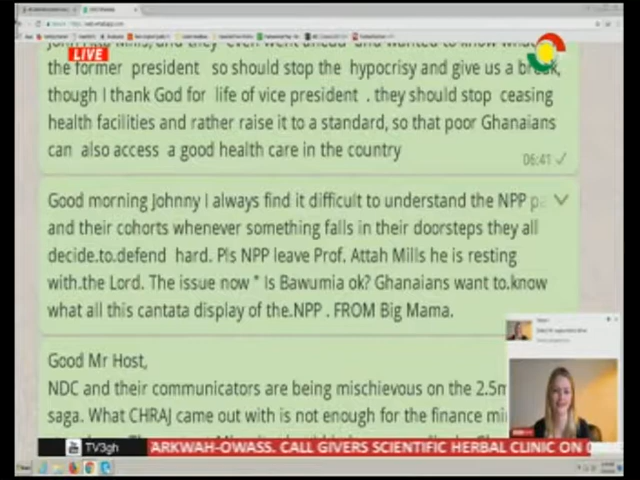 LIVE
the former president so should stop the hypocrisy and give us a break,
though I thank God for life of vice president . they should stop ceasing
health facilities and rather raise it to a standard, so that poor Ghanaians
can also access a good health care in the country
06:41
Good morning Johnny I always find it difficult to understand the NPP
and their cohorts whenever something falls in their doorsteps they all
decide.to.defend hard. Pls NPP leave Prof. Attah Mills he is resting
with.the Lord. The issue now " Is Bawumia ok? Ghanaians want to.know
what all this cantata display of the.NPP . FROM Big Mama.
Good Mr Host,
NDC and their communicators are being mischievous on the 2.5m
saga. What CHRAJ came out with is not enough for the finance
You Tube TV3gh ARKWAH-OWASS. CALL GIVERS SCIENTIFIC HERBAL CLINIC ON